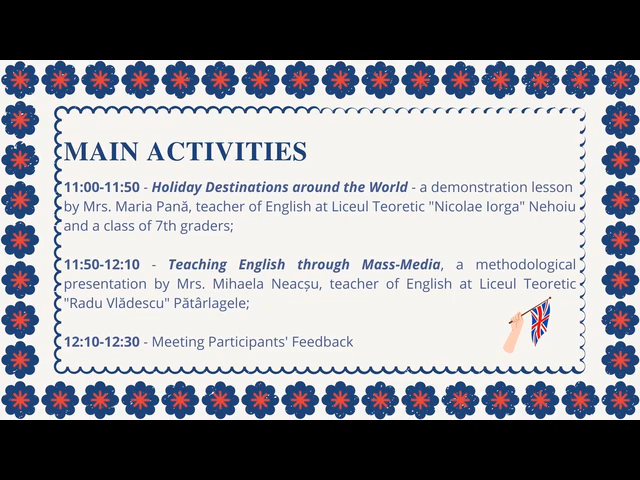 MAIN ACTIVITIES
11:00-11:50 - Holiday Destinations around the World - a demonstration lesson
by Mrs. Maria Pană, teacher of English at Liceul Teoretic "Nicolae Iorga" Nehoiu
and a class of 7th graders;
11:50-12:10 - Teaching English through Mass-Media, a methodological
presentation by Mrs. Mihaela Neacșu, teacher of English at Liceul Teoretic
"Radu Vlădescu" Pătârlagele;
12:10-12:30 - Meeting Participants' Feedback